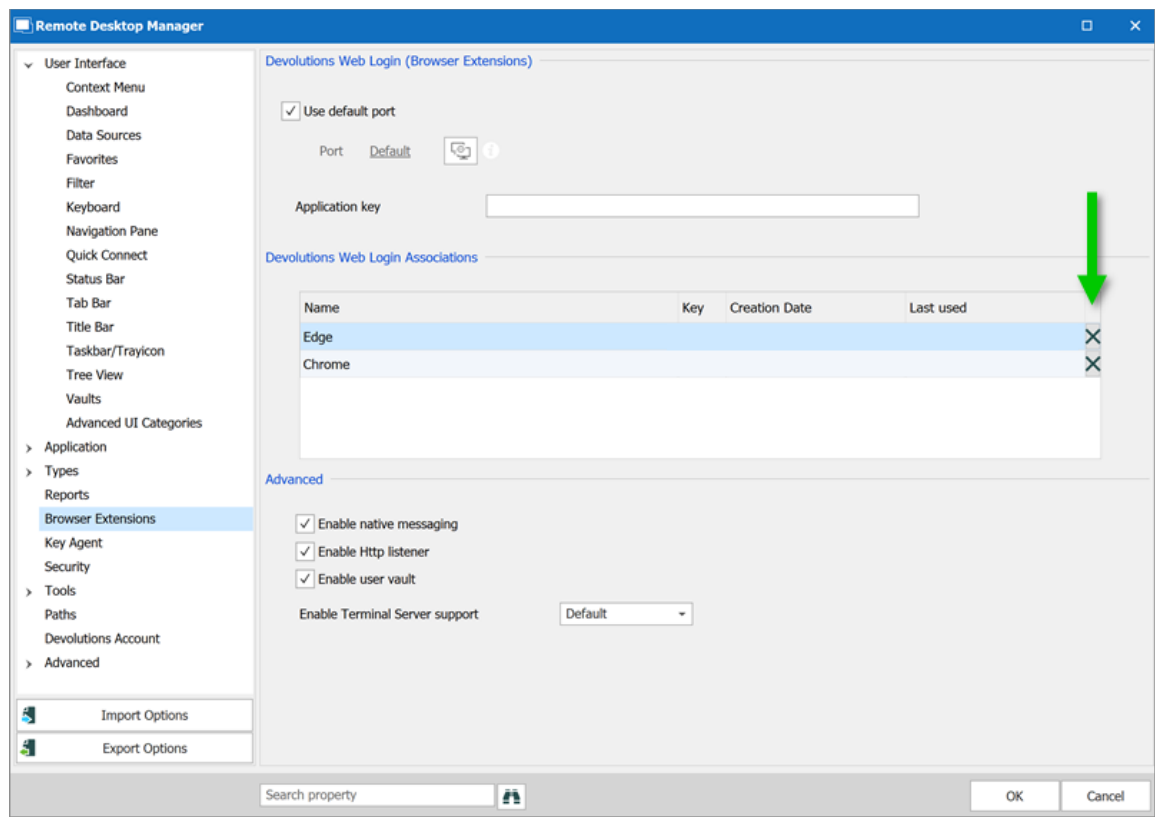 Remote Desktop Manager
User Interface
Context Menu
Dashboard
Data Sources
Favorites
Filter
Keyboard
Navigation Pane
Quick Connect
Status Bar
Tab Bar
Title Bar
Taskbar/Trayicon
Tree View
Vaults
Advanced UI Categories
Application
Types
Reports
Browser Extensions
Key Agent
Security
Tools
Paths
Devolutions Account
Advanced
Import Options
Export Options
Devolutions Web Login (Browser Extensions)
Use default port
Port Default
Application key
Devolutions Web Login Associations
Name Key Creation Date Last used
Edge
Chrome
Advanced
Enable native messaging
Enable Http listener
Enable user vault
Enable Terminal Server support Default
Search property
OK Cancel